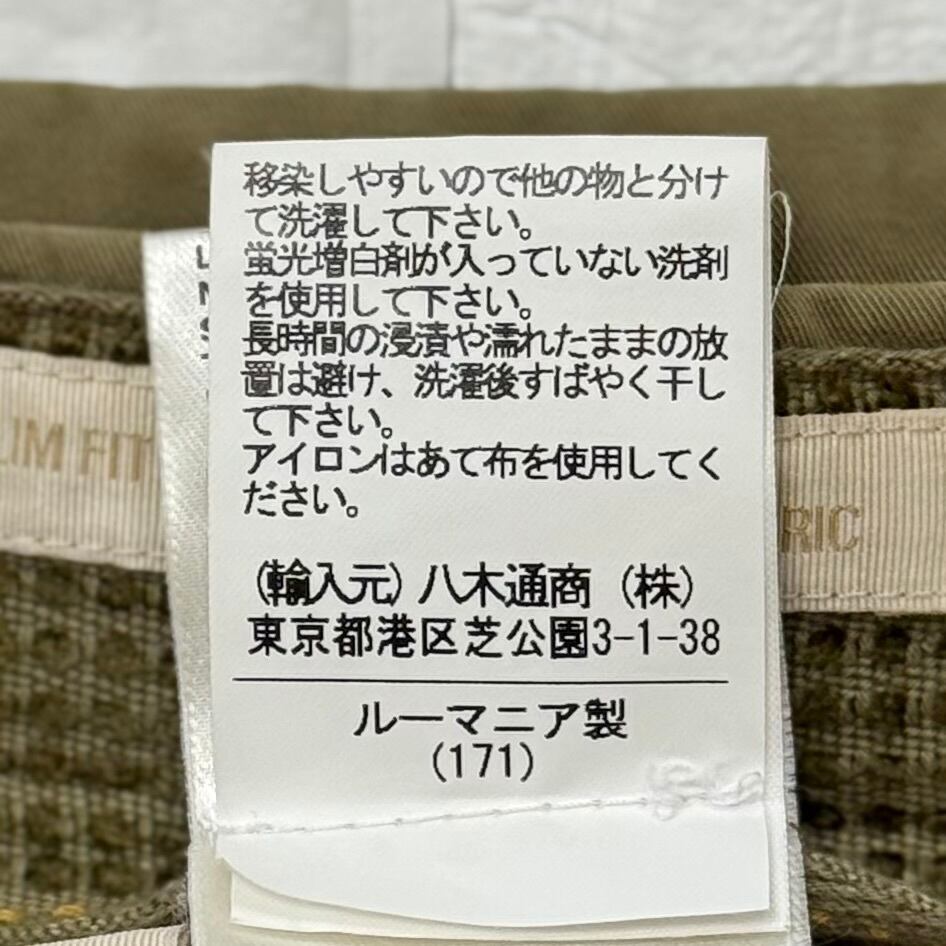 移染しやすいので他の物と分け
て洗濯して下さい。
蛍光増白剤が入っていない洗剤
を使用して下さい。
長時間の浸漬や濡れたままの放
置は避け、洗濯後すばやく干し
て下さい。
アイロンはあて布を使用してく
ださい。
(輸入元) 八木通商 (株)
東京都港区芝公園3-1-38
ルーマニア製
(171)
FIT
RIC